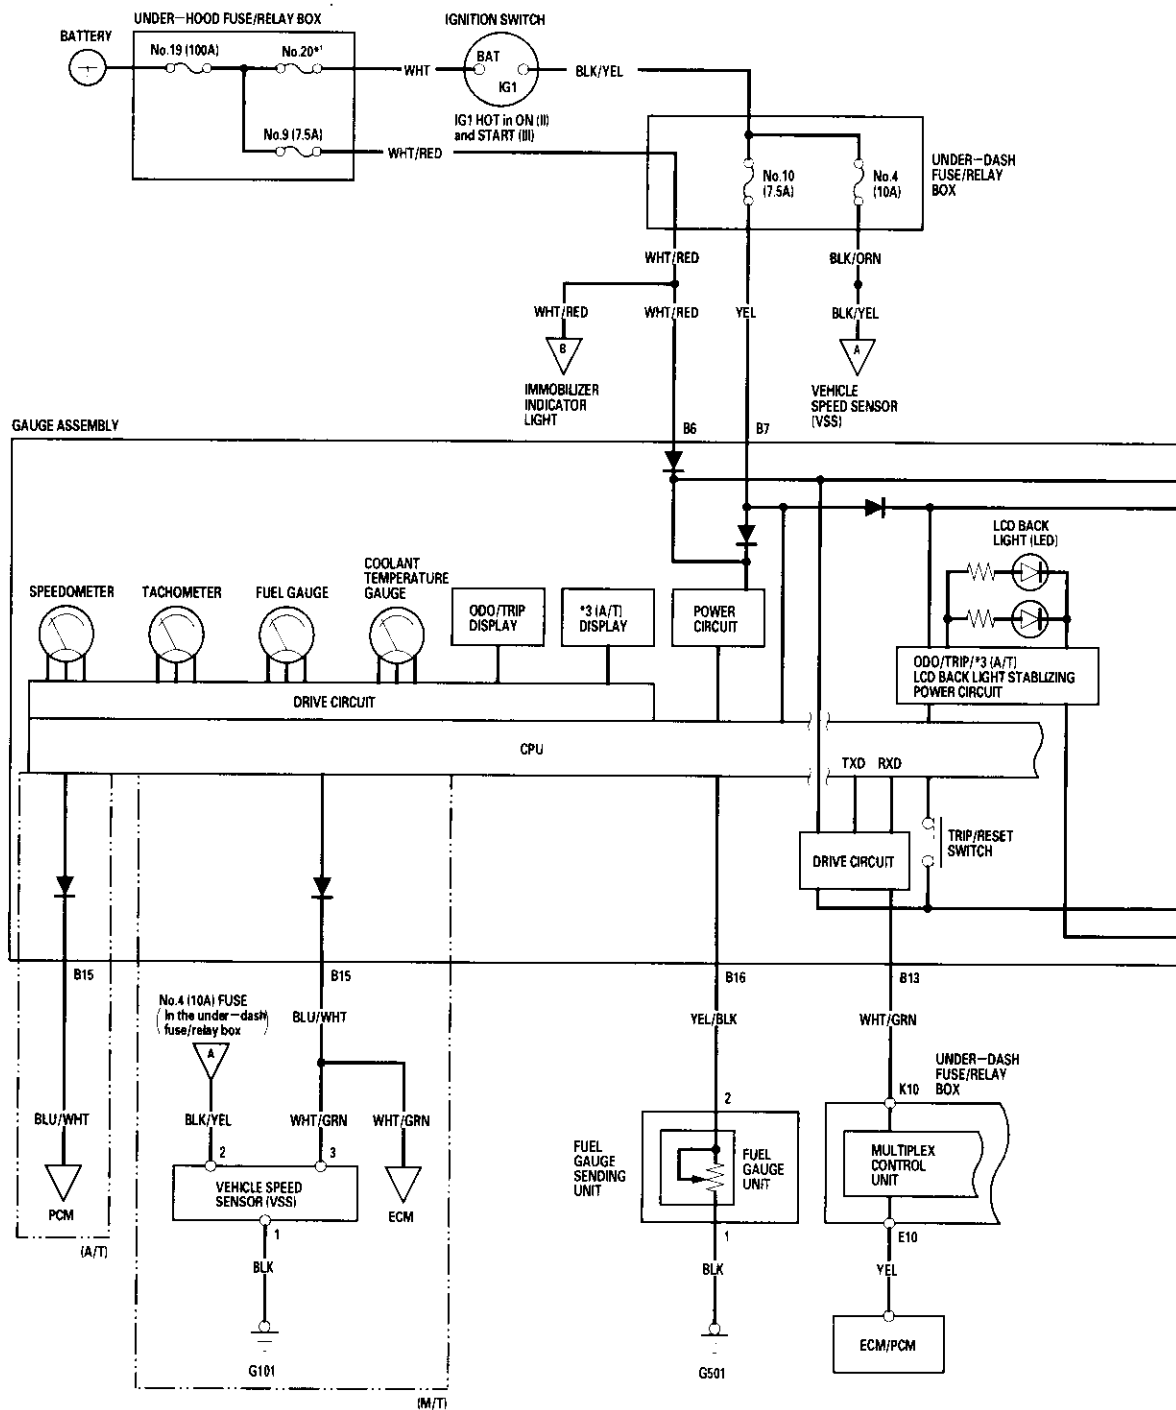 UNDER-HOOD FUSE/RELAY BOX
IGNITION SWITCH
BATTERY
No.19 (100A)
No.20*1
BAT
WHT
BLK/YEL
IG1
IG1 HOT in ON (II)
and START (III)
No.9 (7.5A)
WHT/RED
UNDER-DASH
FUSE/RELAY
BOX
No.10
(7.5A)
No.4
(10A)
WHT/RED
BLK/ORN
WHT/RED
WHT/RED
YEL
BLK/YEL
B
A
IMMOBILIZER
INDICATOR
LIGHT
VEHICLE
SPEED SENSOR
(VSS)
GAUGE ASSEMBLY
B6
B7
LCD BACK
LIGHT (LED)
SPEEDOMETER
TACHOMETER
FUEL GAUGE
COOLANT
TEMPERATURE
GAUGE
ODO/TRIP
DISPLAY
*3 (A/T)
DISPLAY
POWER
CIRCUIT
ODO/TRIP/*3 (A/T)
LCD BACK LIGHT STABLIZING
POWER CIRCUIT
DRIVE CIRCUIT
CPU
TXD
RXD
TRIP/RESET
SWITCH
DRIVE CIRCUIT
B15
B15
B16
B13
No.4 (10A) FUSE
(In the under-dash
fuse/relay box)
A
BLU/WHT
YEL/BLK
WHT/GRN
UNDER-DASH
FUSE/RELAY
BOX
K10
BLU/WHT
BLK/YEL
WHT/GRN
WHT/GRN
2
3
2
FUEL
GAUGE
SENDING
UNIT
FUEL
GAUGE
UNIT
MULTIPLEX
CONTROL
UNIT
VEHICLE SPEED
SENSOR (VSS)
PCM
ECM
1
1
E10
(A/T)
BLK
BLK
YEL
G101
G501
ECM/PCM
(M/T)